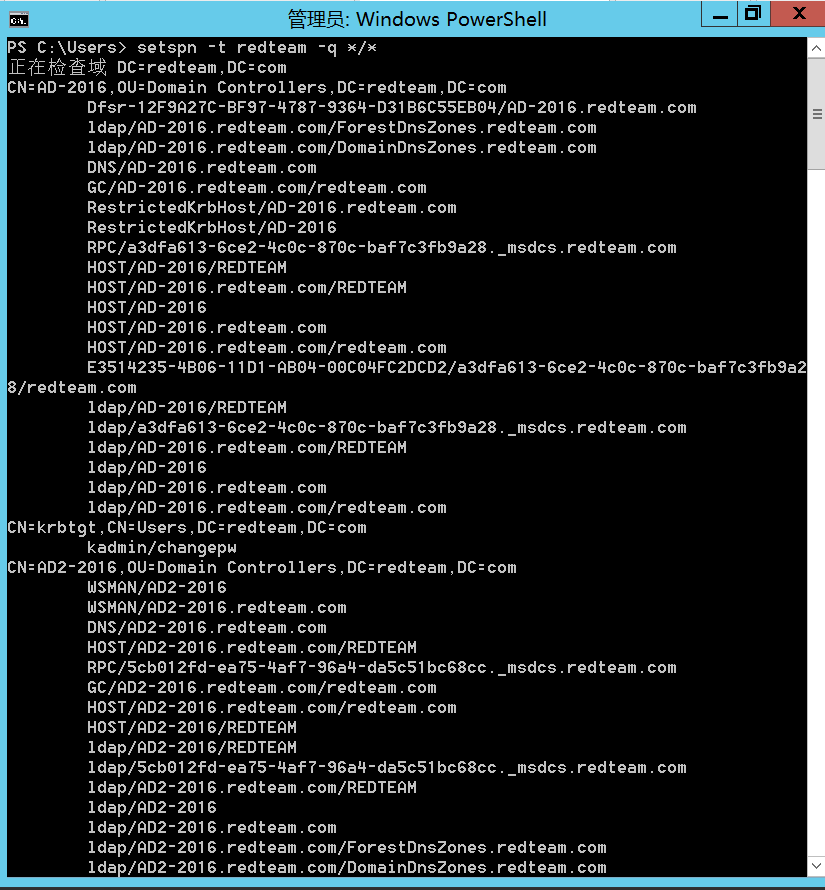 管理员: Windows PowerShell
PS C:\Users> setspn -t redteam -q */*
正在检查域 DC=redteam,DC=com
CN=AD-2016,OU=Domain Controllers,DC=redteam,DC=com
Dfsr-12F9A27C-BF97-4787-9364-D31B6C55EB04/AD-2016.redteam.com
ldap/AD-2016.redteam.com/ForestDnsZones.redteam.com
ldap/AD-2016.redteam.com/DomainDnsZones.redteam.com
DNS/AD-2016.redteam.com
GC/AD-2016.redteam.com/redteam.com
RestrictedKrbHost/AD-2016.redteam.com
RestrictedKrbHost/AD-2016
RPC/a3dfa613-6ce2-4c0c-870c-baf7c3fb9a28._msdcs.redteam.com
HOST/AD-2016/REDTEAM
HOST/AD-2016.redteam.com/REDTEAM
HOST/AD-2016
HOST/AD-2016.redteam.com
HOST/AD-2016.redteam.com/redteam.com
E3514235-4B06-11D1-AB04-00C04FC2DCD2/a3dfa613-6ce2-4c0c-870c-baf7c3fb9a2
8/redteam.com
ldap/AD-2016/REDTEAM
ldap/a3dfa613-6ce2-4c0c-870c-baf7c3fb9a28._msdcs.redteam.com
ldap/AD-2016.redteam.com/REDTEAM
ldap/AD-2016
ldap/AD-2016.redteam.com
ldap/AD-2016.redteam.com/redteam.com
CN=krbtgt,CN=Users,DC=redteam,DC=com
kadmin/changepw
CN=AD2-2016,OU=Domain Controllers,DC=redteam,DC=com
WSMAN/AD2-2016
WSMAN/AD2-2016.redteam.com
DNS/AD2-2016.redteam.com
HOST/AD2-2016.redteam.com/REDTEAM
RPC/5cb012fd-ea75-4af7-96a4-da5c51bc68cc._msdcs.redteam.com
GC/AD2-2016.redteam.com/redteam.com
HOST/AD2-2016.redteam.com/redteam.com
HOST/AD2-2016/REDTEAM
ldap/AD2-2016/REDTEAM
ldap/5cb012fd-ea75-4af7-96a4-da5c51bc68cc._msdcs.redteam.com
ldap/AD2-2016.redteam.com/REDTEAM
ldap/AD2-2016
ldap/AD2-2016.redteam.com
ldap/AD2-2016.redteam.com/ForestDnsZones.redteam.com
ldap/AD2-2016.redteam.com/DomainDnsZones.redteam.com